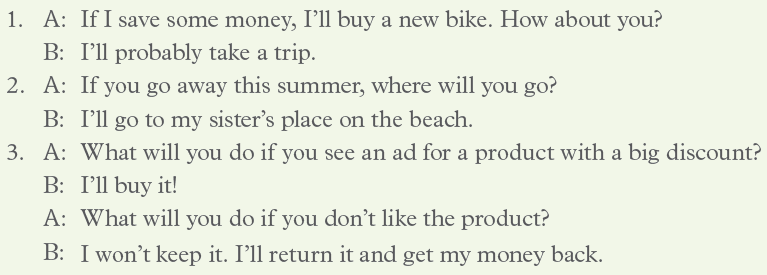 1. A: If I save some money, I’ll buy a new bike. How about you?
B: I’ll probably take a trip.
2. A: If you go away this summer, where will you go?
B: I’ll go to my sister’s place on the beach.
3. A: What will you do if you see an ad for a product with a big discount?
B: I’ll buy it!
A: What will you do if you don’t like the product?
B: I won’t keep it. I’ll return it and get my money back.